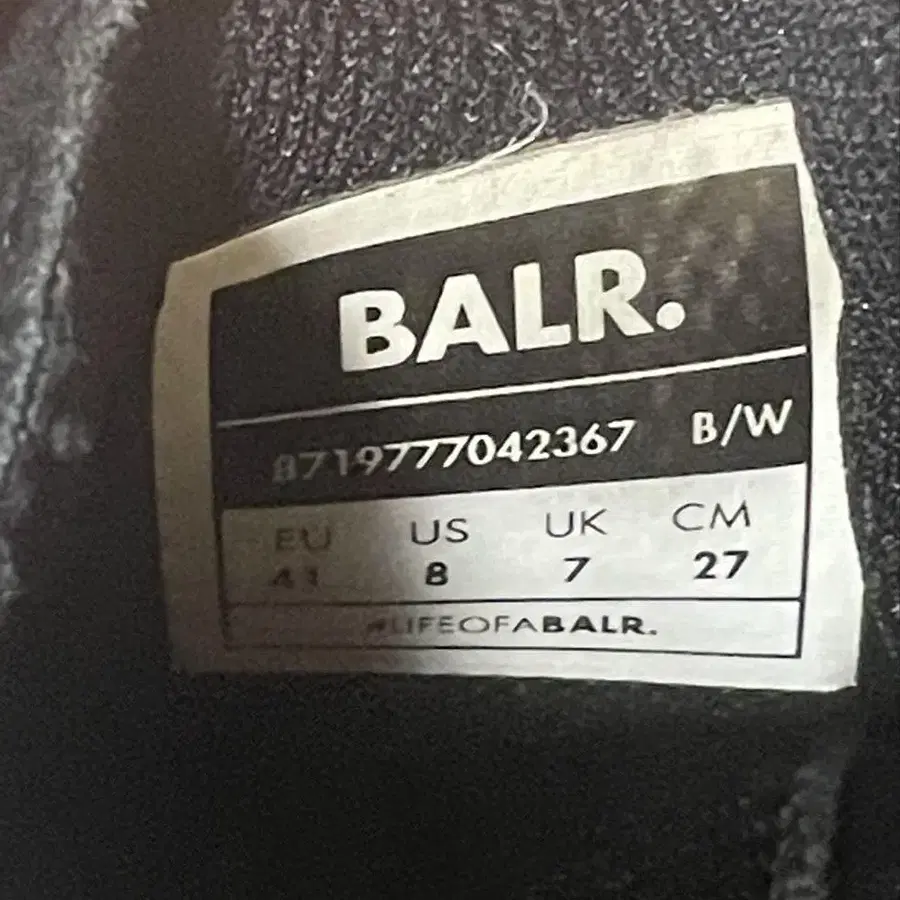 BALR.
8719777042367 B/W
EU US UK CM
41 8 7 27
#LIFEOFABALR.